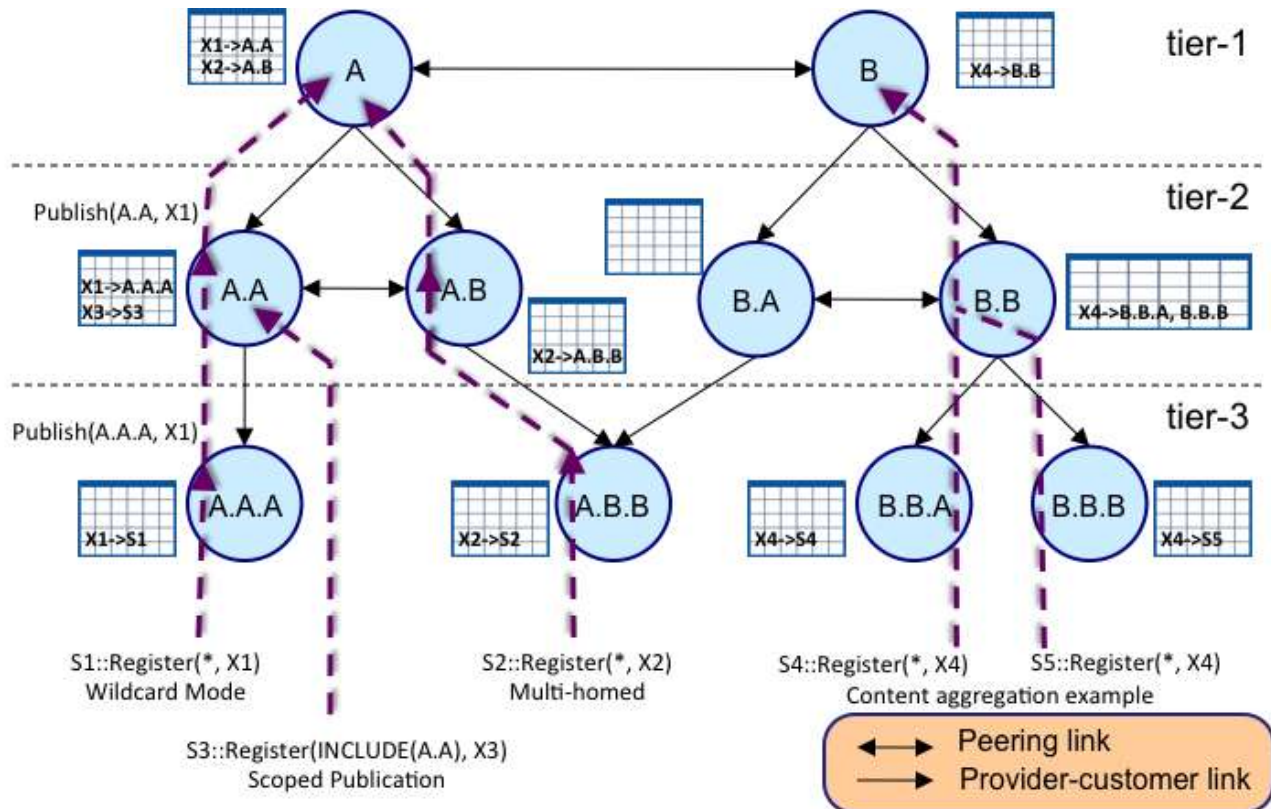 X1->A.A
X2->A.B
A
B
X4->B.B
tier-1
Publish(A.A, X1)
tier-2
X1->A.A.A
X3->S3
A.A
A.B
X2->A.B.B
B.A
B.B
X4->B.B.A, B.B.B
Publish(A.A.A, X1)
tier-3
X1->S1
A.A.A
X2->S2
A.B.B
X4->S4
B.B.A
B.B.B
X4->S5
S1::Register(*, X1)
Wildcard Mode
S2::Register(*, X2)
Multi-homed
S4::Register(*, X4)
S5::Register(*, X4)
Content aggregation example
S3::Register(INCLUDE(A.A), X3)
Scoped Publication
Peering link
Provider-customer link